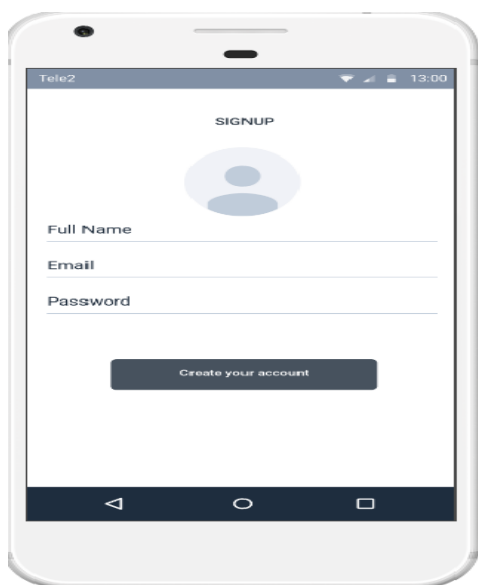 Tele2 13:00
SIGNUP
Full Name
Email
Password
Create your account